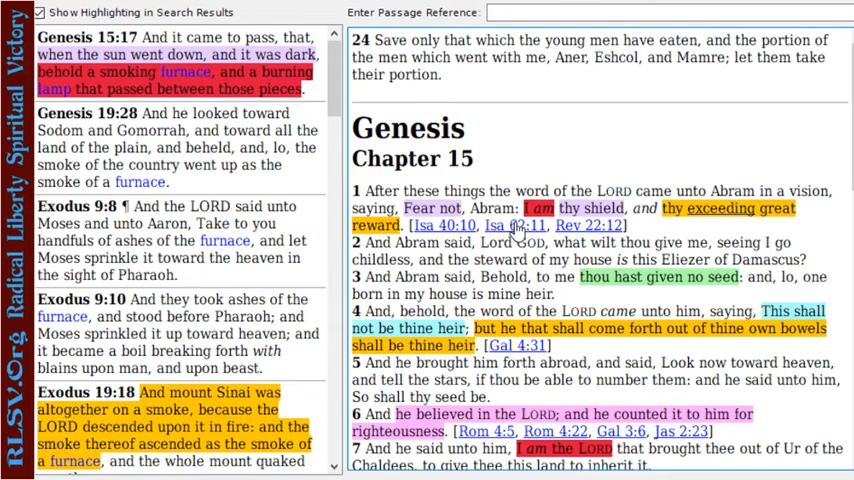 RLSV.Org Radical Liberty Spiritual Victory
Show Highlighting in Search Results
Genesis 15:17 And it came to pass, that,
when the sun went down, and it was dark,
behold a smoking furnace, and a burning
lamp that passed between those pieces.
Genesis 19:28 And he looked toward
Sodom and Gomorrah, and toward all the
land of the plain, and beheld, and, lo, the
smoke of the country went up as the
smoke of a furnace.
Exodus 9:8 ¶ And the LORD said unto
Moses and unto Aaron, Take to you
handfuls of ashes of the furnace, and let
Moses sprinkle it toward the heaven in
the sight of Pharaoh.
Exodus 9:10 And they took ashes of the
furnace, and stood before Pharaoh; and
Moses sprinkled it up toward heaven; and
it became a boil breaking forth with
blains upon man, and upon beast.
Exodus 19:18 And mount Sinai was
altogether on a smoke, because the
LORD descended upon it in fire: and the
smoke thereof ascended as the smoke of
a furnace, and the whole mount quaked
Enter Passage Reference:
24 Save only that which the young men have eaten, and the portion of
the men which went with me, Aner, Eshcol, and Mamre; let them take
their portion.
Genesis
Chapter 15
1 After these things the word of the LORD came unto Abram in a vision,
saying, Fear not, Abram: I am thy shield, and thy exceeding great
reward. [Isa 40:10, Isa :11, Rev 22:12]
2 And Abram said, Lord GOD, what wilt thou give me, seeing I go
childless, and the steward of my house is this Eliezer of Damascus?
3 And Abram said, Behold, to me thou hast given no seed: and, lo, one
born in my house is mine heir.
4 And, behold, the word of the LORD came unto him, saying, This shall
not be thine heir; but he that shall come forth out of thine own bowels
shall be thine heir. [Gal 4:31]
5 And he brought him forth abroad, and said, Look now toward heaven,
and tell the stars, if thou be able to number them: and he said unto him,
So shall thy seed be.
6 And he believed in the LORD; and he counted it to him for
righteousness. [Rom 4:5, Rom 4:22, Gal 3:6, Jas 2:23]
7 And he said unto him, I am the LORD that brought thee out of Ur of the
Chaldees, to give thee this land to inherit it.